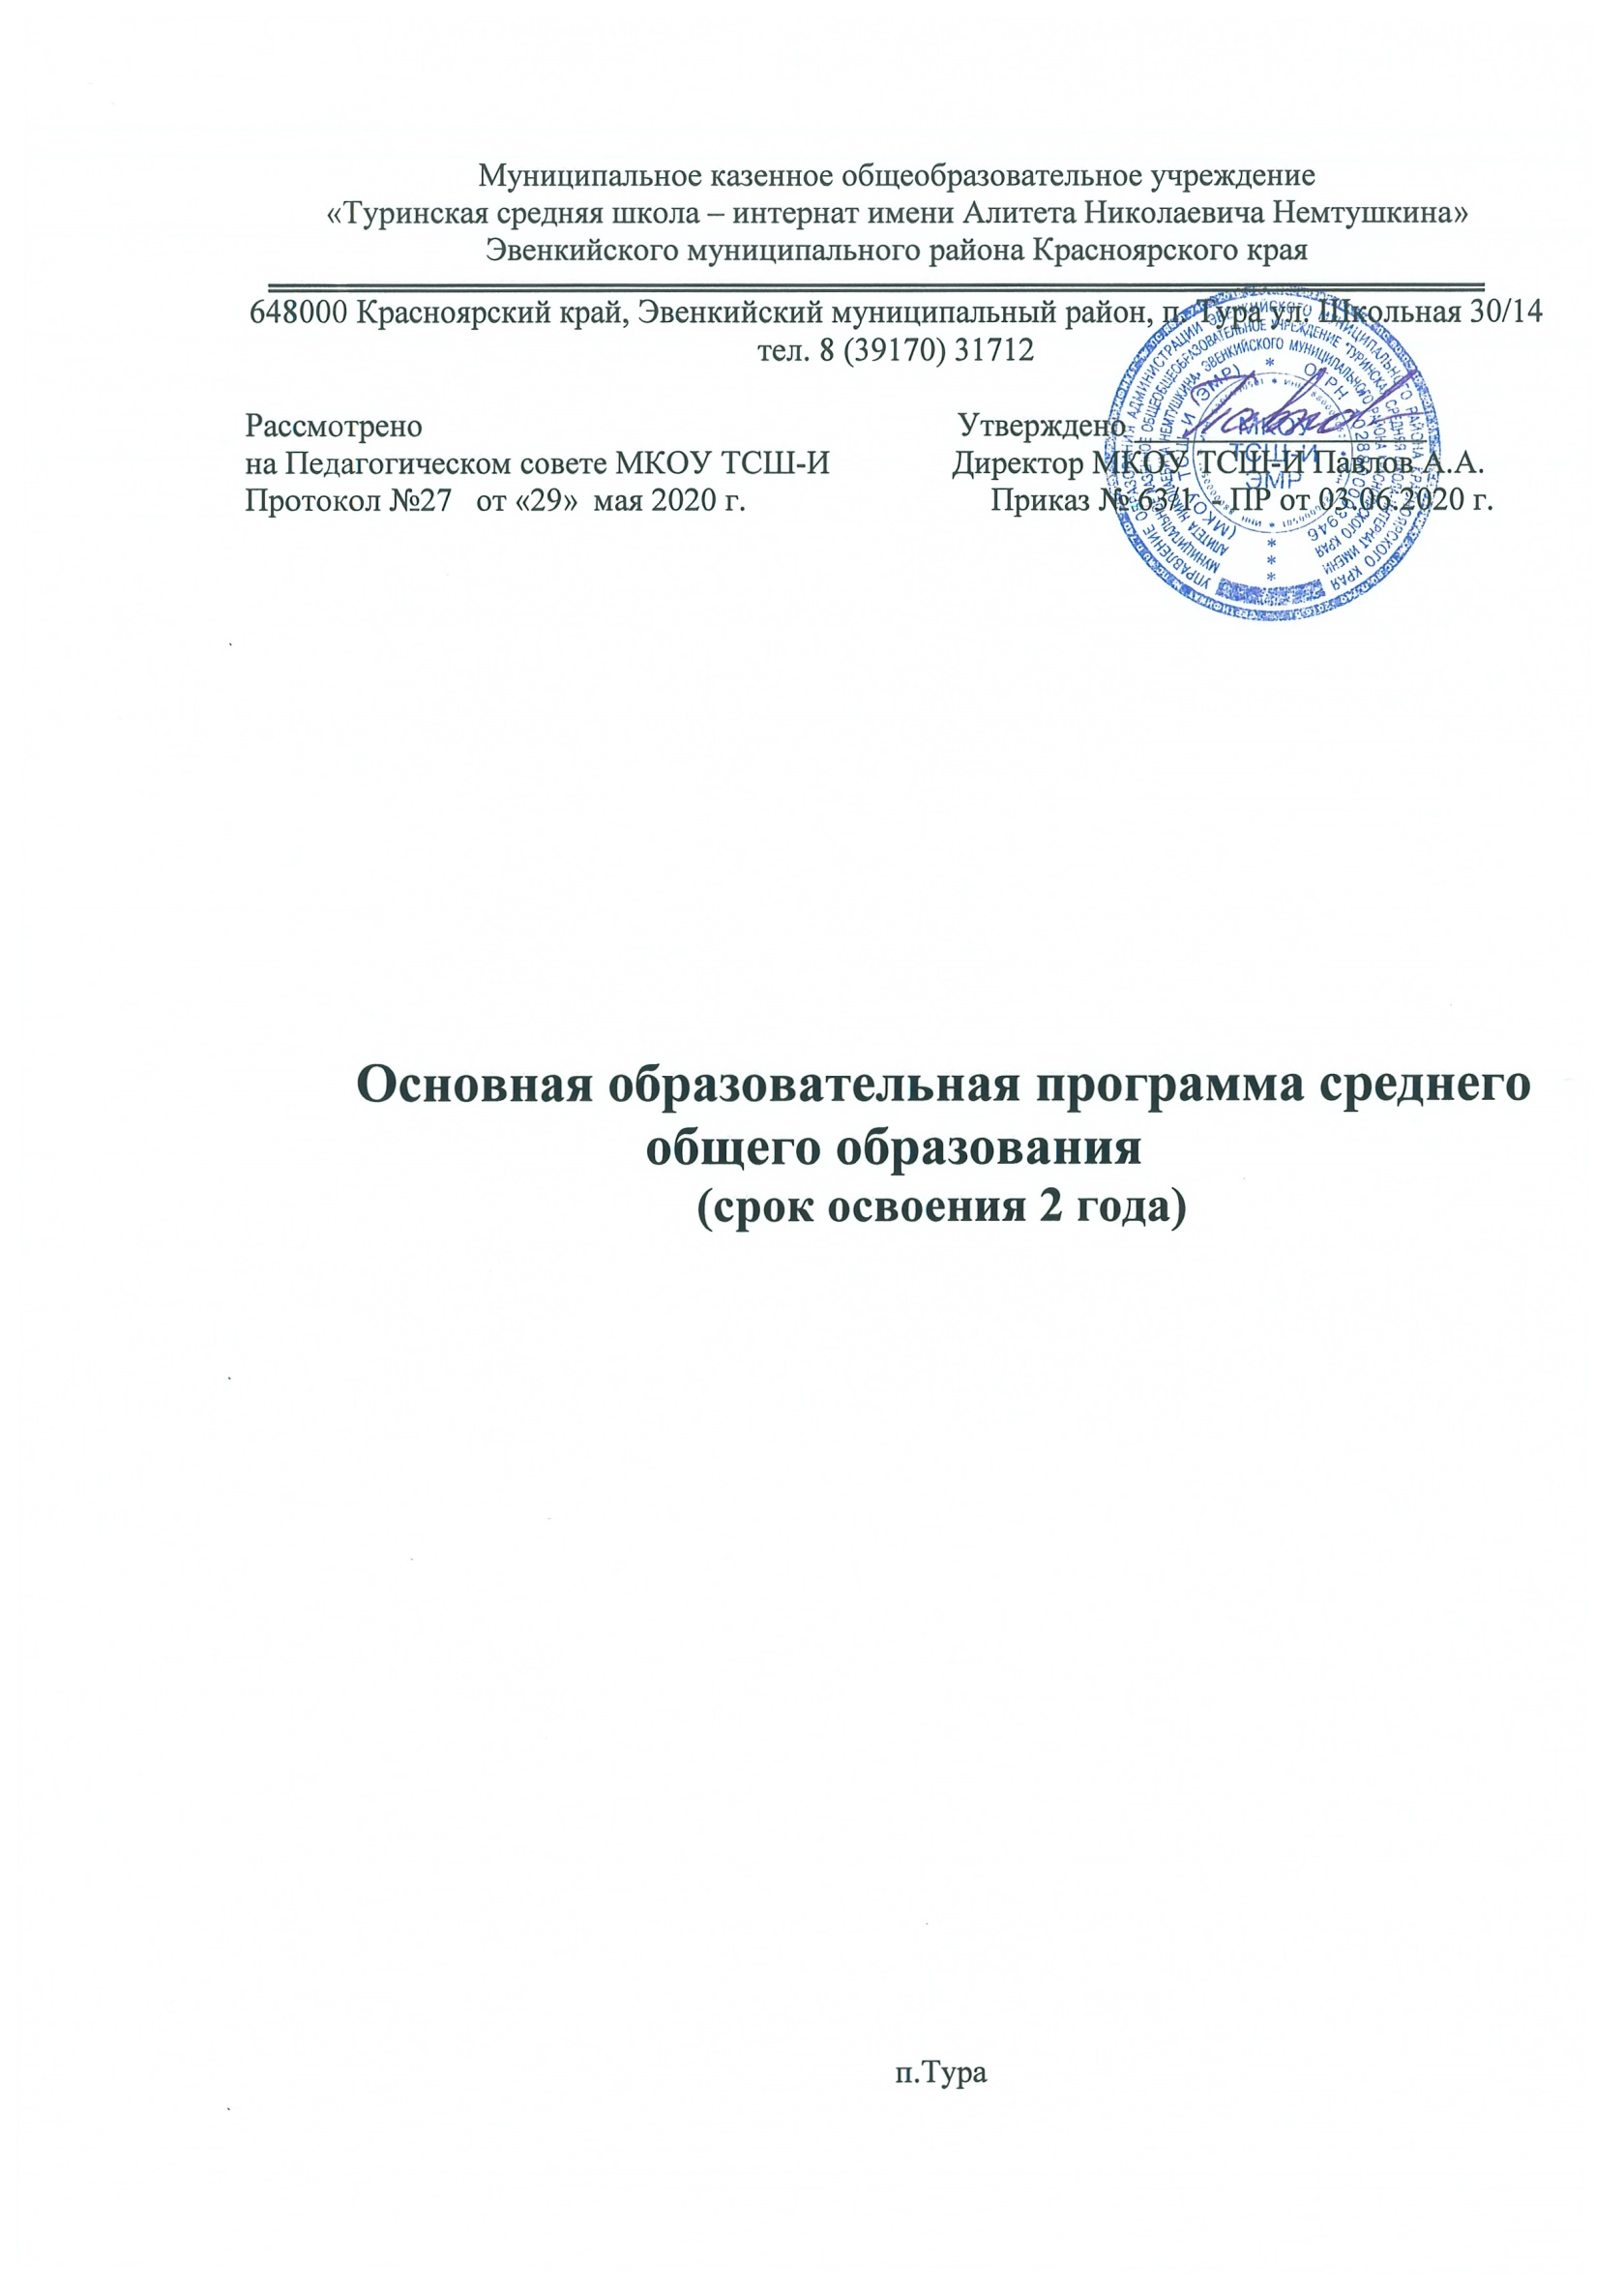 Муниципальное казенное общеобразовательное учреждение
«Туринская средняя школа – интернат имени Алитета Николаевича Немтушкина»
Эвенкийского муниципального района Красноярского края
648000 Красноярский край, Эвенкийский муниципальный район, п. Тура ул. Школьная 30/14
тел. 8 (39170) 31712
Рассмотрено Утверждено
на Педагогическом совете МКОУ ТСШ-И Директор МКОУ ТСШ-И Павлов А.А.
Протокол №27 от «29» мая 2020 г. Приказ № 63/1 - ПР от 03.06.2020 г.
МКОУ
ТСШ-И
ЭМР
Основная образовательная программа среднего
общего образования
(срок освоения 2 года)
п.Тура